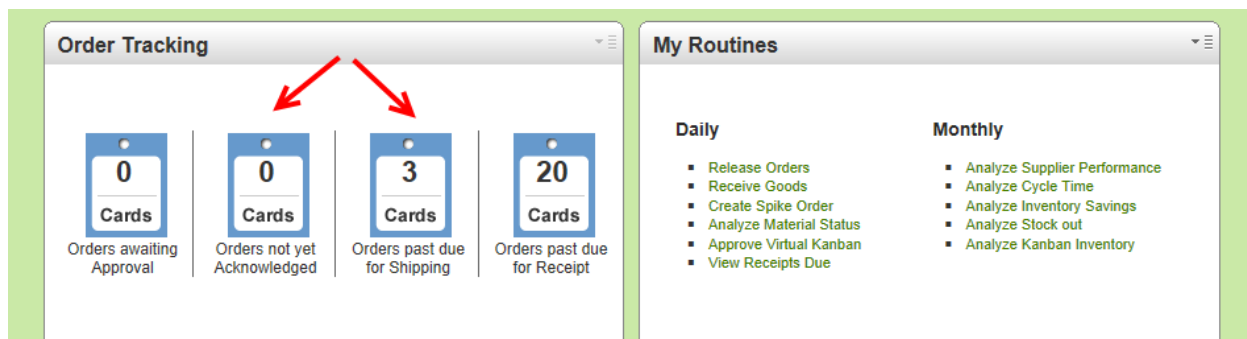 Order Tracking
0
Cards
Orders awaiting
Approval
0
Cards
Orders not yet
Acknowledged
3
Cards
Orders past due
for Shipping
20
Cards
Orders past due
for Receipt
My Routines
Daily
Release Orders
Receive Goods
Create Spike Order
Analyze Material Status
Approve Virtual Kanban
View Receipts Due
Monthly
Analyze Supplier Performance
Analyze Cycle Time
Analyze Inventory Savings
Analyze Stock out
Analyze Kanban Inventory